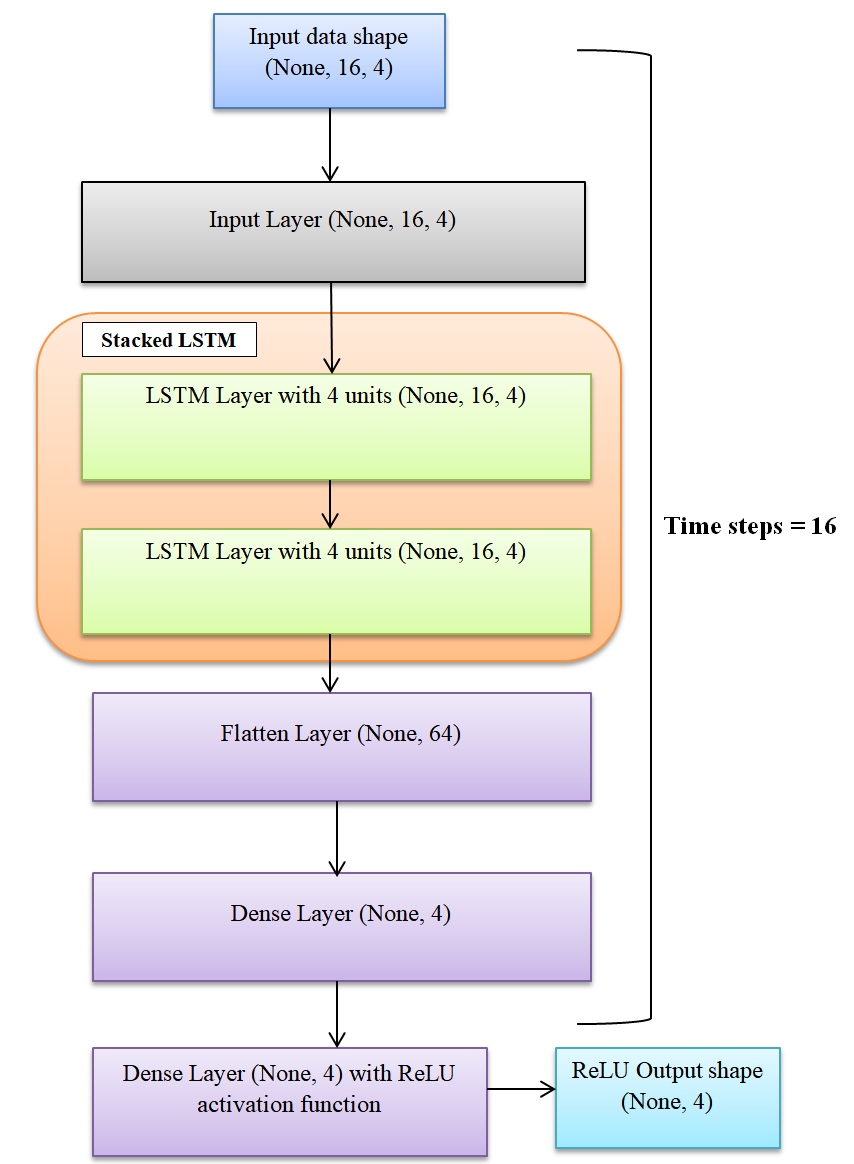 Input data shape
(None, 16, 4)
Input Layer (None, 16, 4)
Stacked LSTM
LSTM Layer with 4 units (None, 16, 4)
LSTM Layer with 4 units (None, 16, 4)
Time steps = 16
Flatten Layer (None, 64)
Dense Layer (None, 4)
Dense Layer (None, 4) with ReLU
activation function
ReLU Output shape
(None, 4)